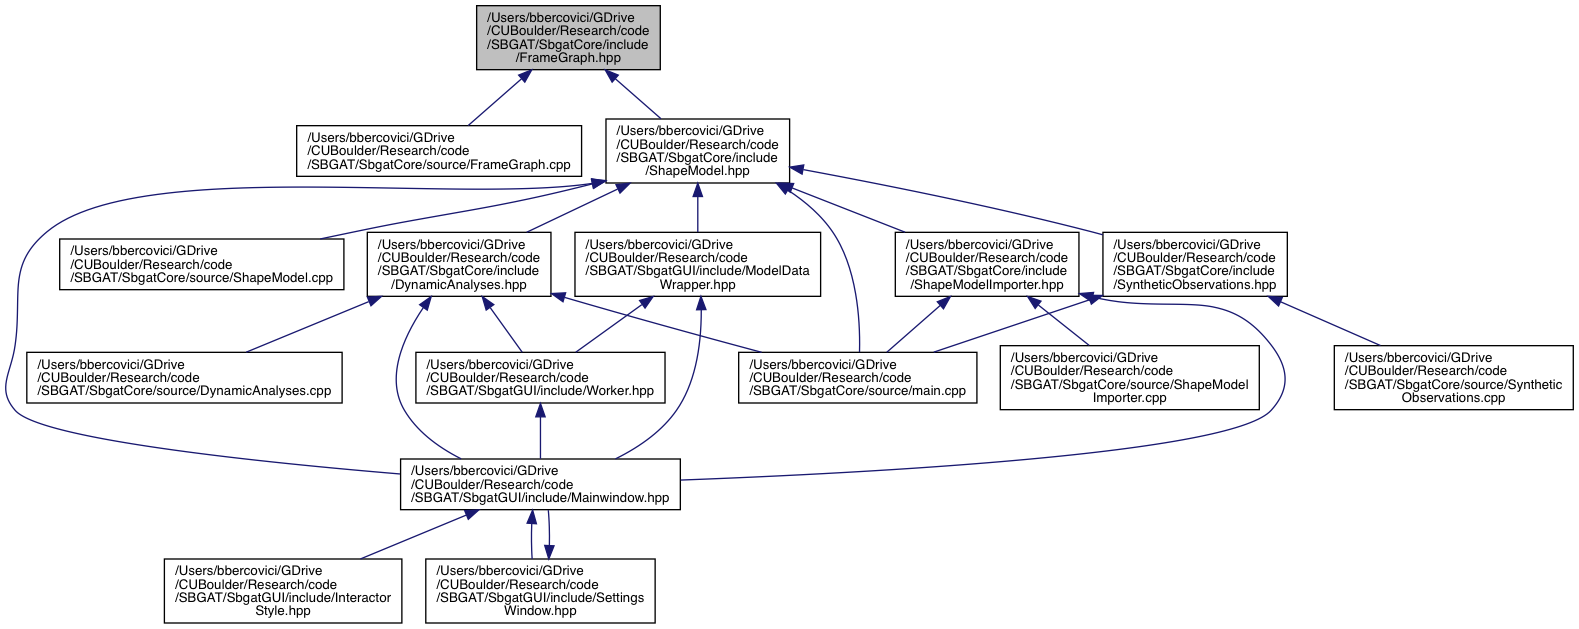 /Users/bbercovici/GDrive
/CUBoulder/Research/code
/SBGAT/SbgatCore/include
/FrameGraph.hpp
/Users/bbercovici/GDrive
/CUBoulder/Research/code
/SBGAT/SbgatCore/source/FrameGraph.cpp
/Users/bbercovici/GDrive
/CUBoulder/Research/code
/SBGAT/SbgatCore/include
/ShapeModel.hpp
/Users/bbercovici/GDrive
/CUBoulder/Research/code
/SBGAT/SbgatCore/source/ShapeModel.cpp
/Users/bbercovici/GDrive
/CUBoulder/Research/code
/SBGAT/SbgatCore/include
/DynamicAnalyses.hpp
/Users/bbercovici/GDrive
/CUBoulder/Research/code
/SBGAT/SbgatGUI/include/ModelData
Wrapper.hpp
/Users/bbercovici/GDrive
/CUBoulder/Research/code
/SBGAT/SbgatCore/include
/ShapeModelImporter.hpp
/Users/bbercovici/GDrive
/CUBoulder/Research/code
/SBGAT/SbgatCore/include
/SyntheticObservations.hpp
/Users/bbercovici/GDrive
/CUBoulder/Research/code
/SBGAT/SbgatCore/source/DynamicAnalyses.cpp
/Users/bbercovici/GDrive
/CUBoulder/Research/code
/SBGAT/SbgatGUI/include/Worker.hpp
/Users/bbercovici/GDrive
/CUBoulder/Research/code
/SBGAT/SbgatCore/source/main.cpp
/Users/bbercovici/GDrive
/CUBoulder/Research/code
/SBGAT/SbgatCore/source/ShapeModel
Importer.cpp
/Users/bbercovici/GDrive
/CUBoulder/Research/code
/SBGAT/SbgatCore/source/Synthetic
Observations.cpp
/Users/bbercovici/GDrive
/CUBoulder/Research/code
/SBGAT/SbgatGUI/include/Mainwindow.hpp
/Users/bbercovici/GDrive
/CUBoulder/Research/code
/SBGAT/SbgatGUI/include/Interactor
Style.hpp
/Users/bbercovici/GDrive
/CUBoulder/Research/code
/SBGAT/SbgatGUI/include/Settings
Window.hpp